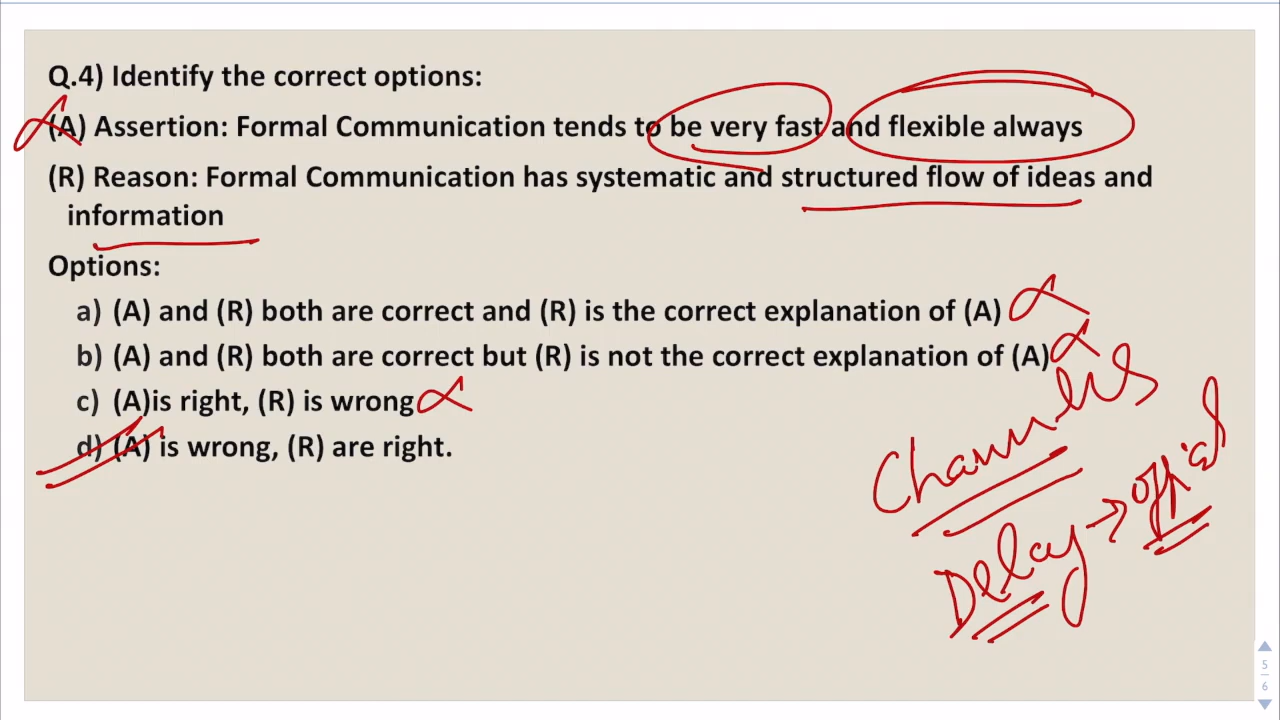 Q.4) Identify the correct options:
(A) Assertion: Formal Communication tends to be very fast and flexible always
(R) Reason: Formal Communication has systematic and structured flow of ideas and
information
Options:
a) (A) and (R) both are correct and (R) is the correct explanation of (A)
b) (A) and (R) both are correct but (R) is not the correct explanation of (A)
c) (A)is right, (R) is wrong
d) (A) is wrong, (R) are right.
Channels
Delay → official
5
6